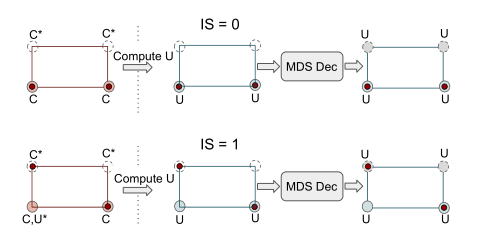 IS = 0
C* C* U U
Compute U
MDS Dec
C C U U U U
IS = 1
C* C* U U
Compute U
MDS Dec
C,U* C U U U U